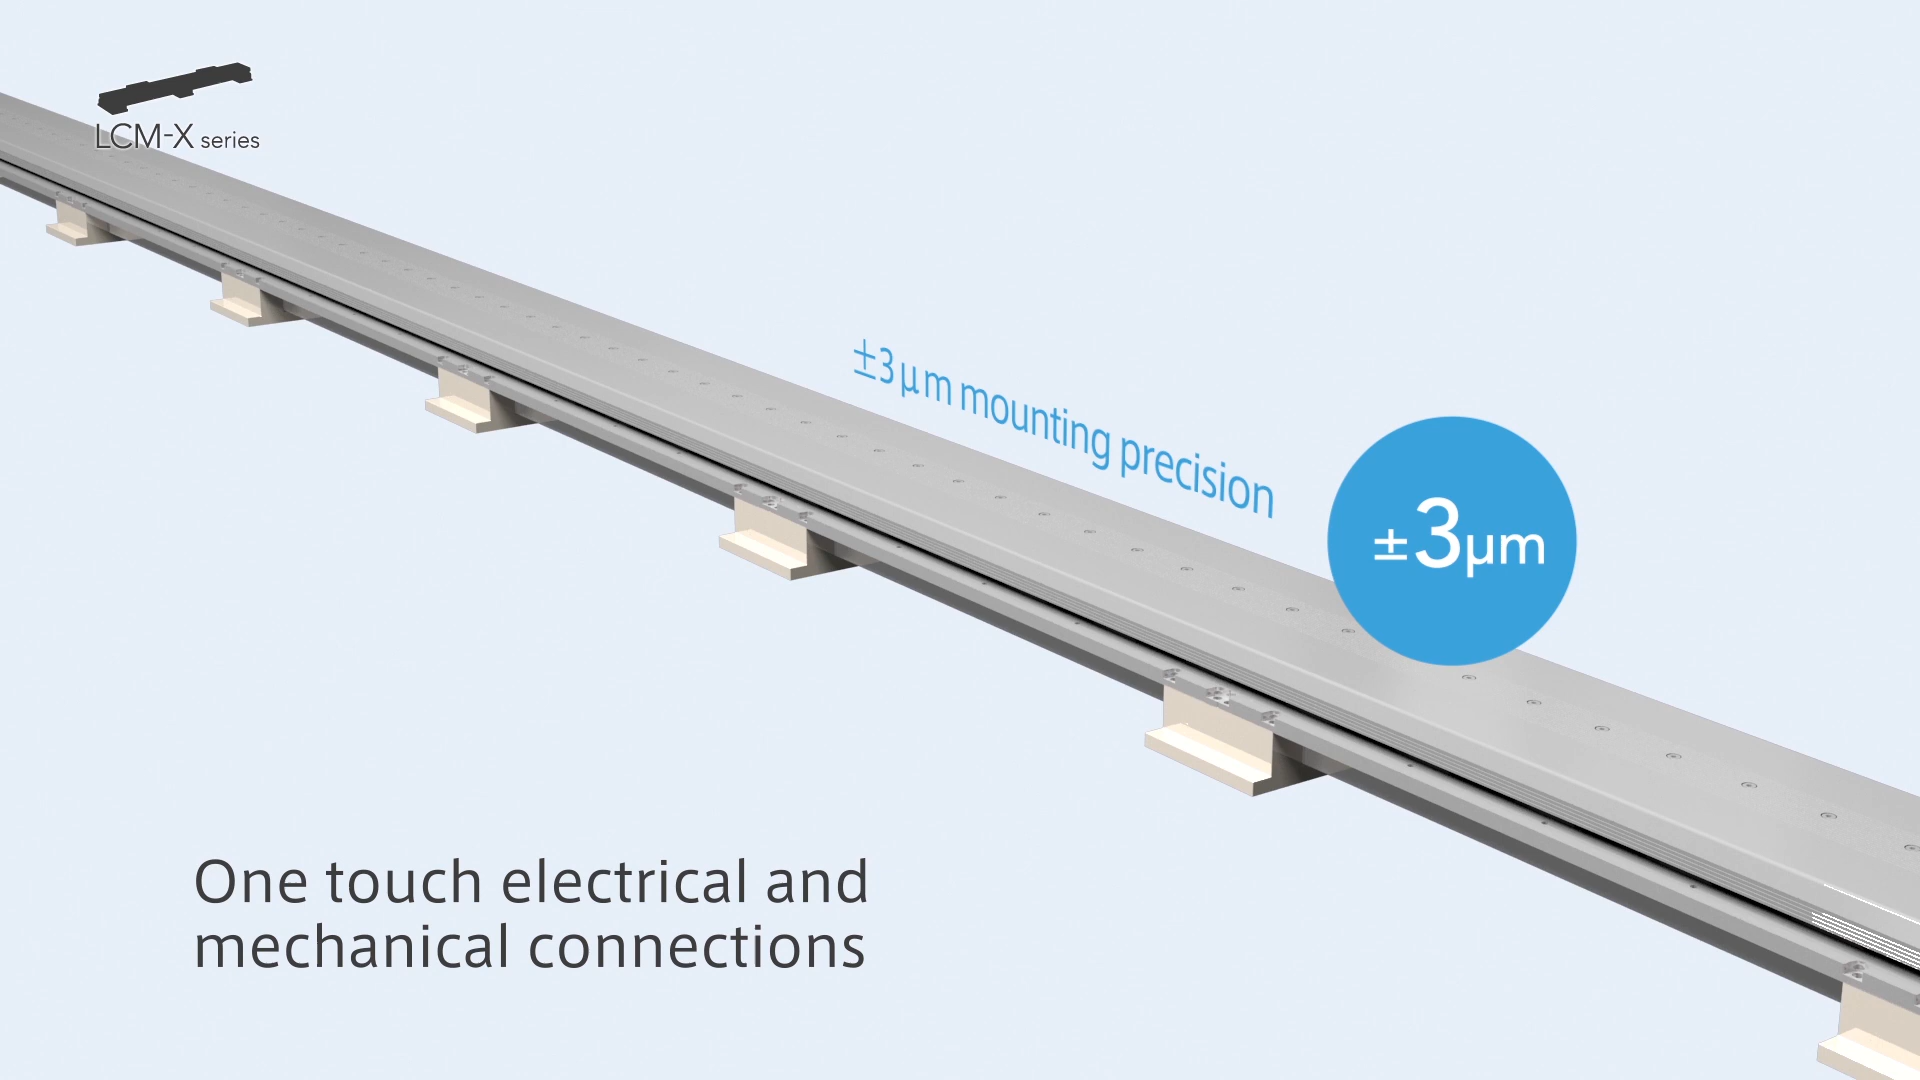 LCM-X series
±3μm mounting precision
±3μm
One touch electrical and
mechanical connections